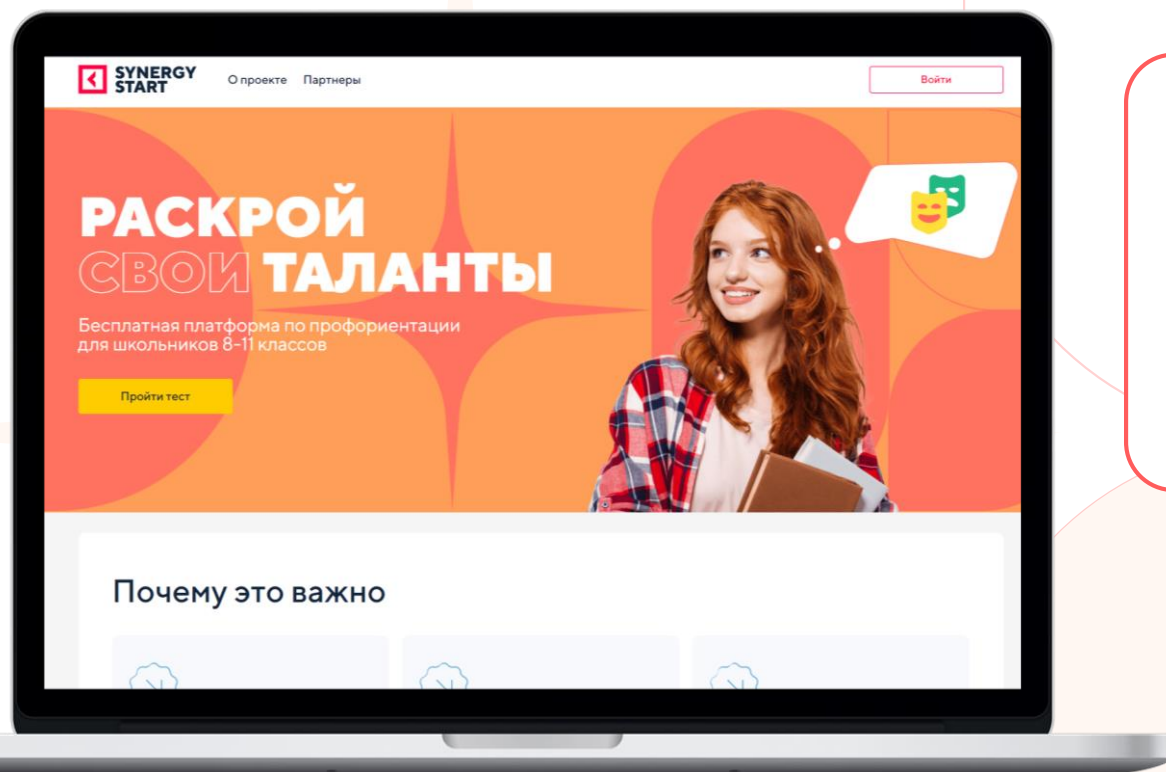 SYNERGY
START
О проекте Партнеры
Войти
РАСКРОЙ
СВОИ ТАЛАНТЫ
Бесплатная платформа по профориентации
для школьников 8-11 классов
Пройти тест
Почему это важно